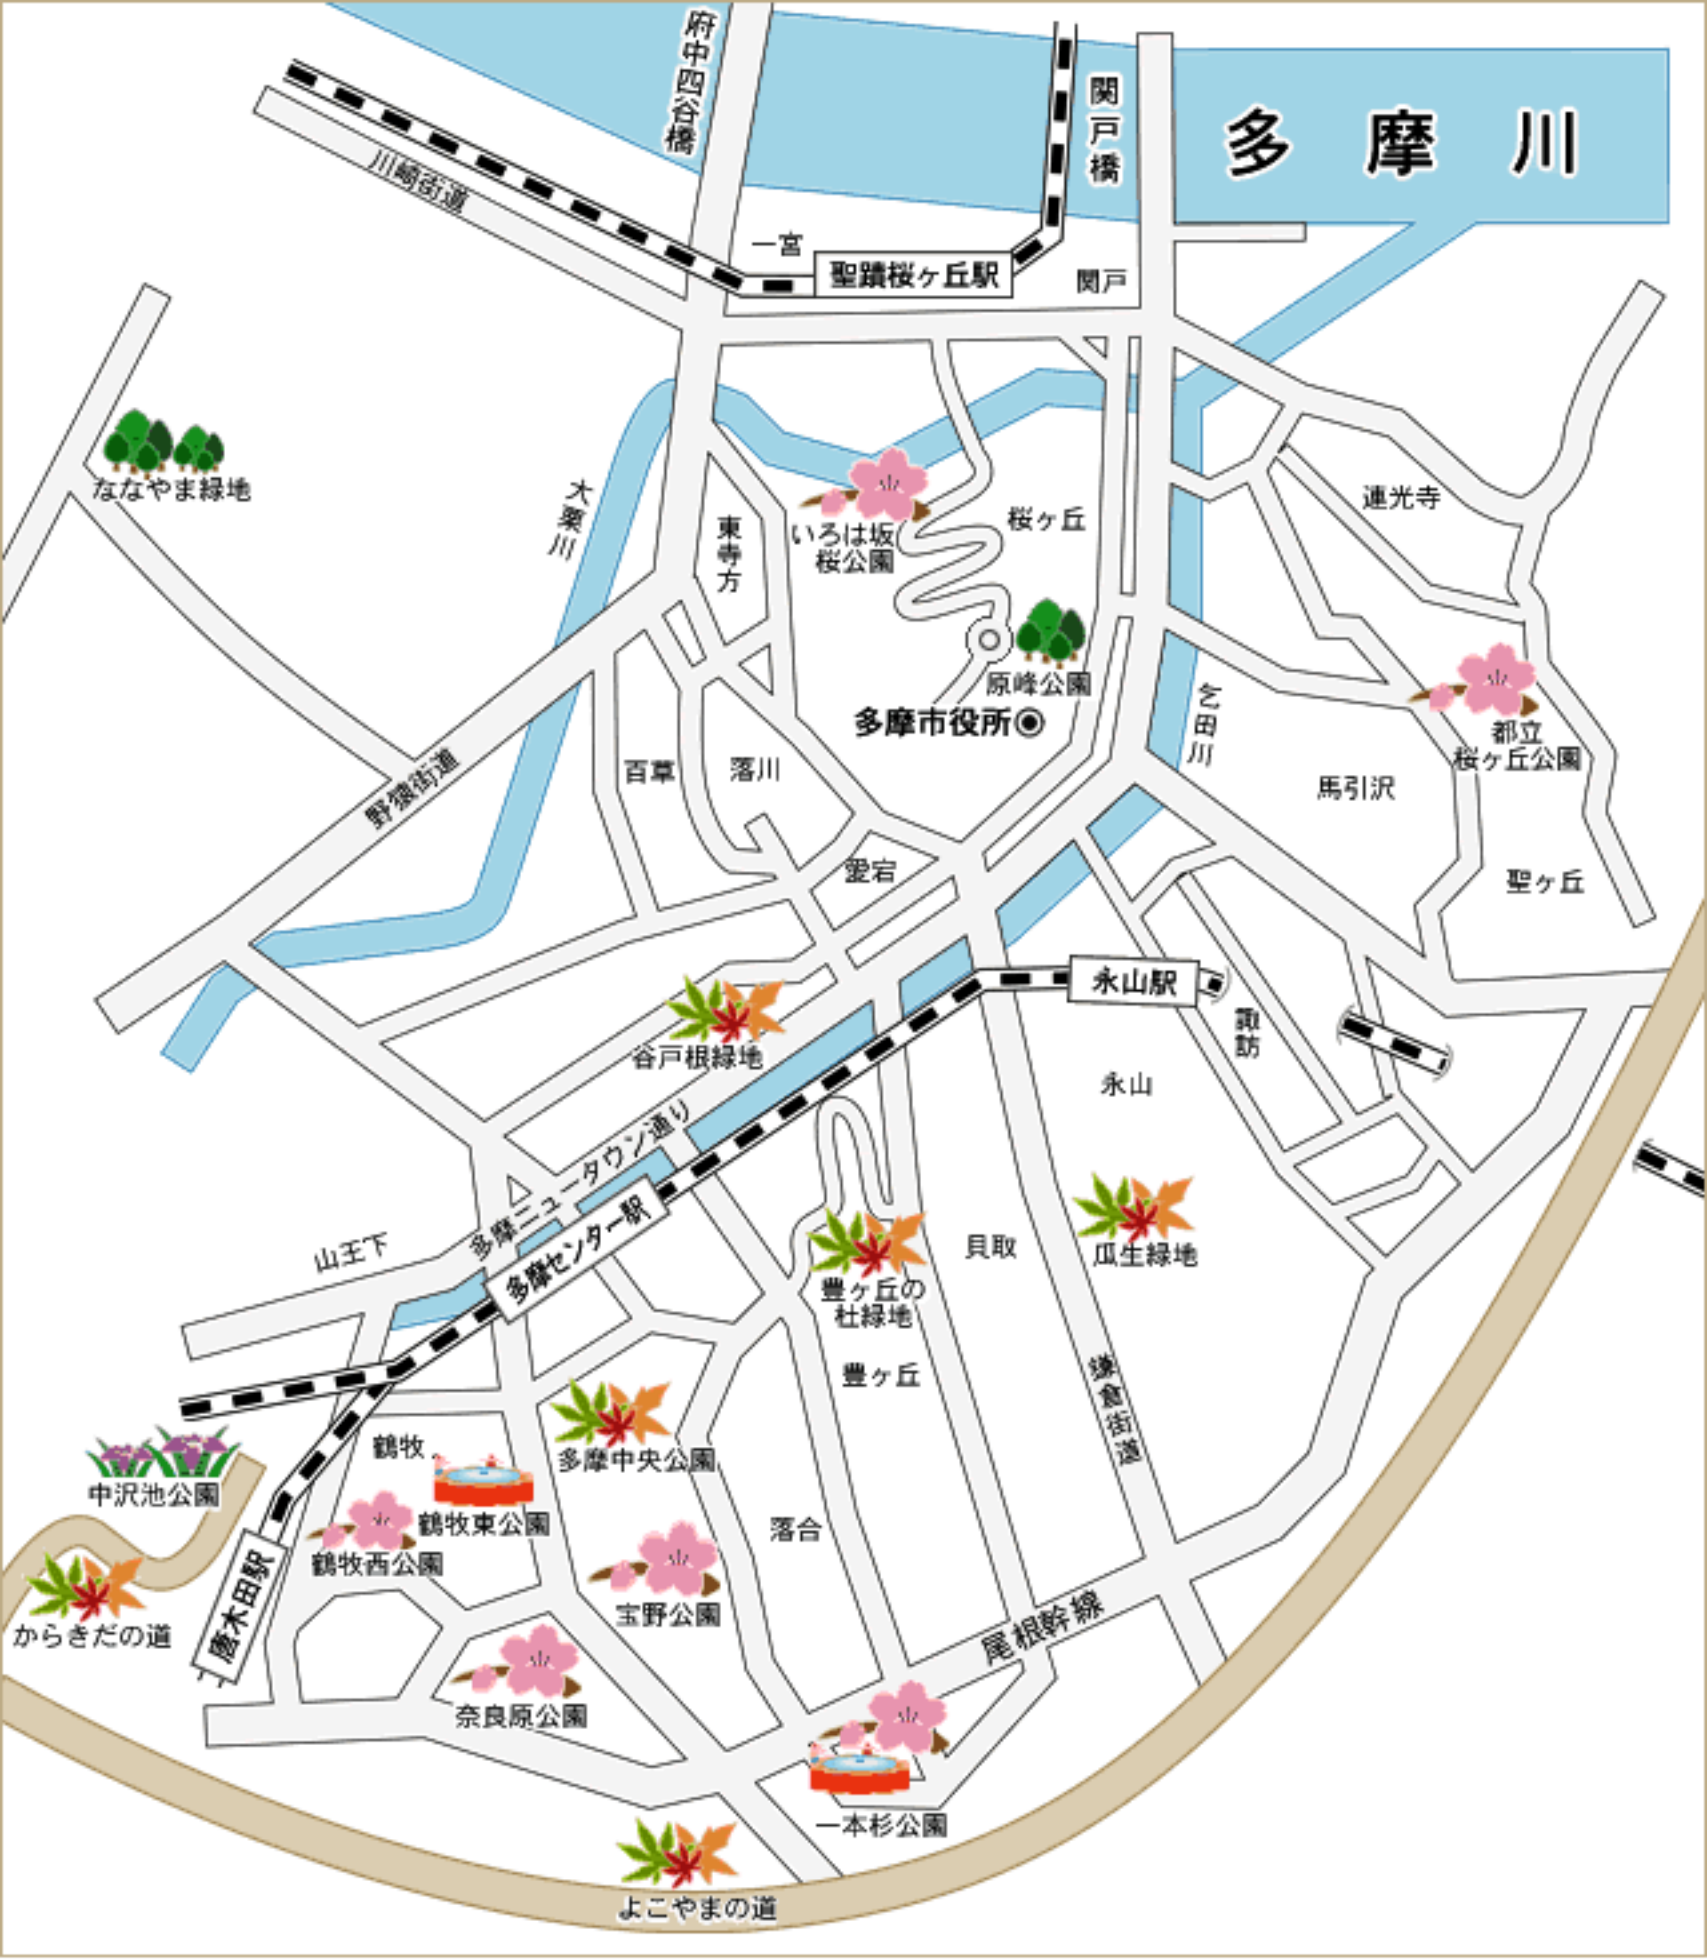 府中四谷橋
関戸橋
多摩川
川崎街道
一宮
聖蹟桜ヶ丘駅
関戸
ななやま緑地
大栗川
東寺方
いろは坂
桜公園
桜ヶ丘
連光寺
原峰公園
多摩市役所
乞田川
都立
桜ヶ丘公園
野猿街道
百草
落川
馬引沢
愛宕
聖ヶ丘
永山駅
谷戸根緑地
諏訪
永山
多摩ニュータウン通り
山王下
多摩センター駅
貝取
瓜生緑地
豊ヶ丘の
杜緑地
豊ヶ丘
鎌倉街道
鶴牧
多摩中央公園
中沢池公園
鶴牧東公園
鶴牧西公園
落合
唐木田駅
からきだの道
宝野公園
尾根幹線
奈良原公園
一本杉公園
よこやまの道